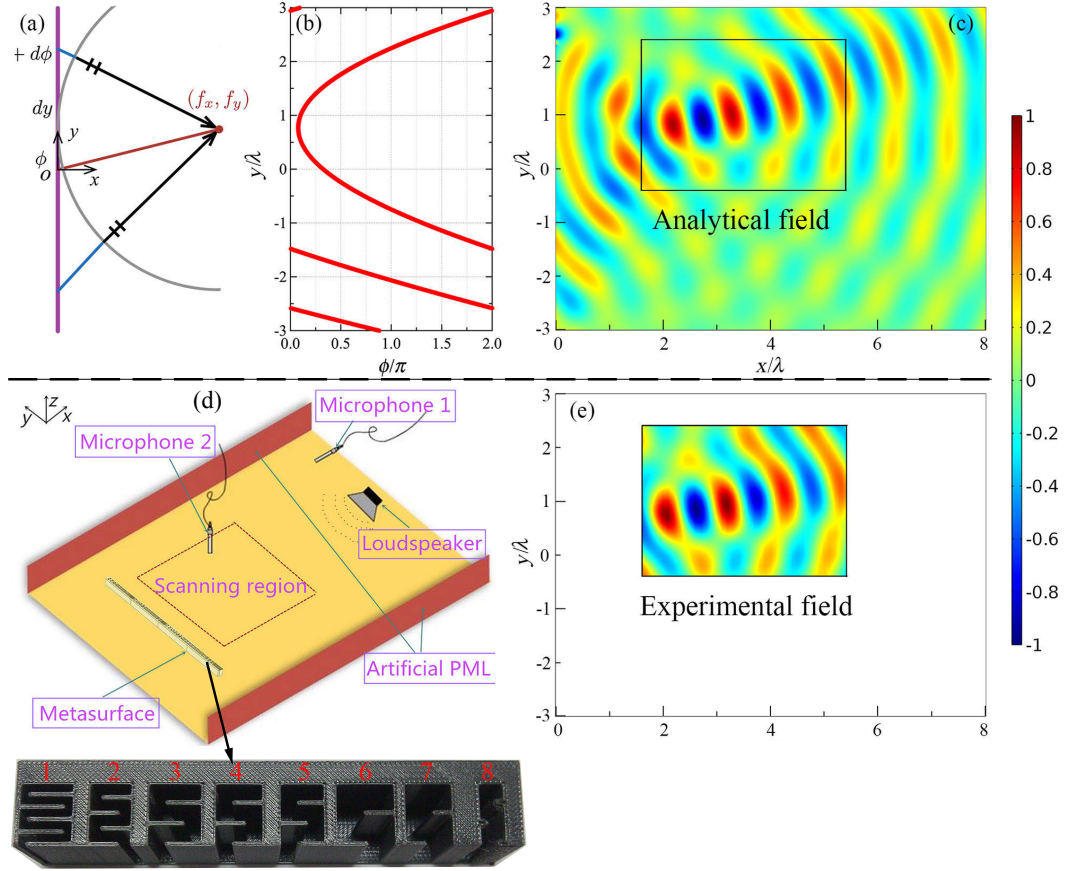 (a)
+ dϕ
dy
y
ϕ
o
x
(f_x, f_y)
(b)
3
2
1
0
-1
-2
-3
y/λ
0.0
0.5
1.0
1.5
2.0
ϕ/π
(c)
3
2
1
0
-1
-2
-3
y/λ
0
2
4
6
8
x/λ
Analytical field
1
0.8
0.6
0.4
0.2
0
-0.2
-0.4
-0.6
-0.8
-1
(d)
z
y
x
Microphone 1
Microphone 2
Loudspeaker
Scanning region
Artificial PML
Metasurface
1 2 3 4 5 6 7 8
(e)
3
2
1
0
-1
-2
-3
y/λ
0
2
4
6
8
Experimental field